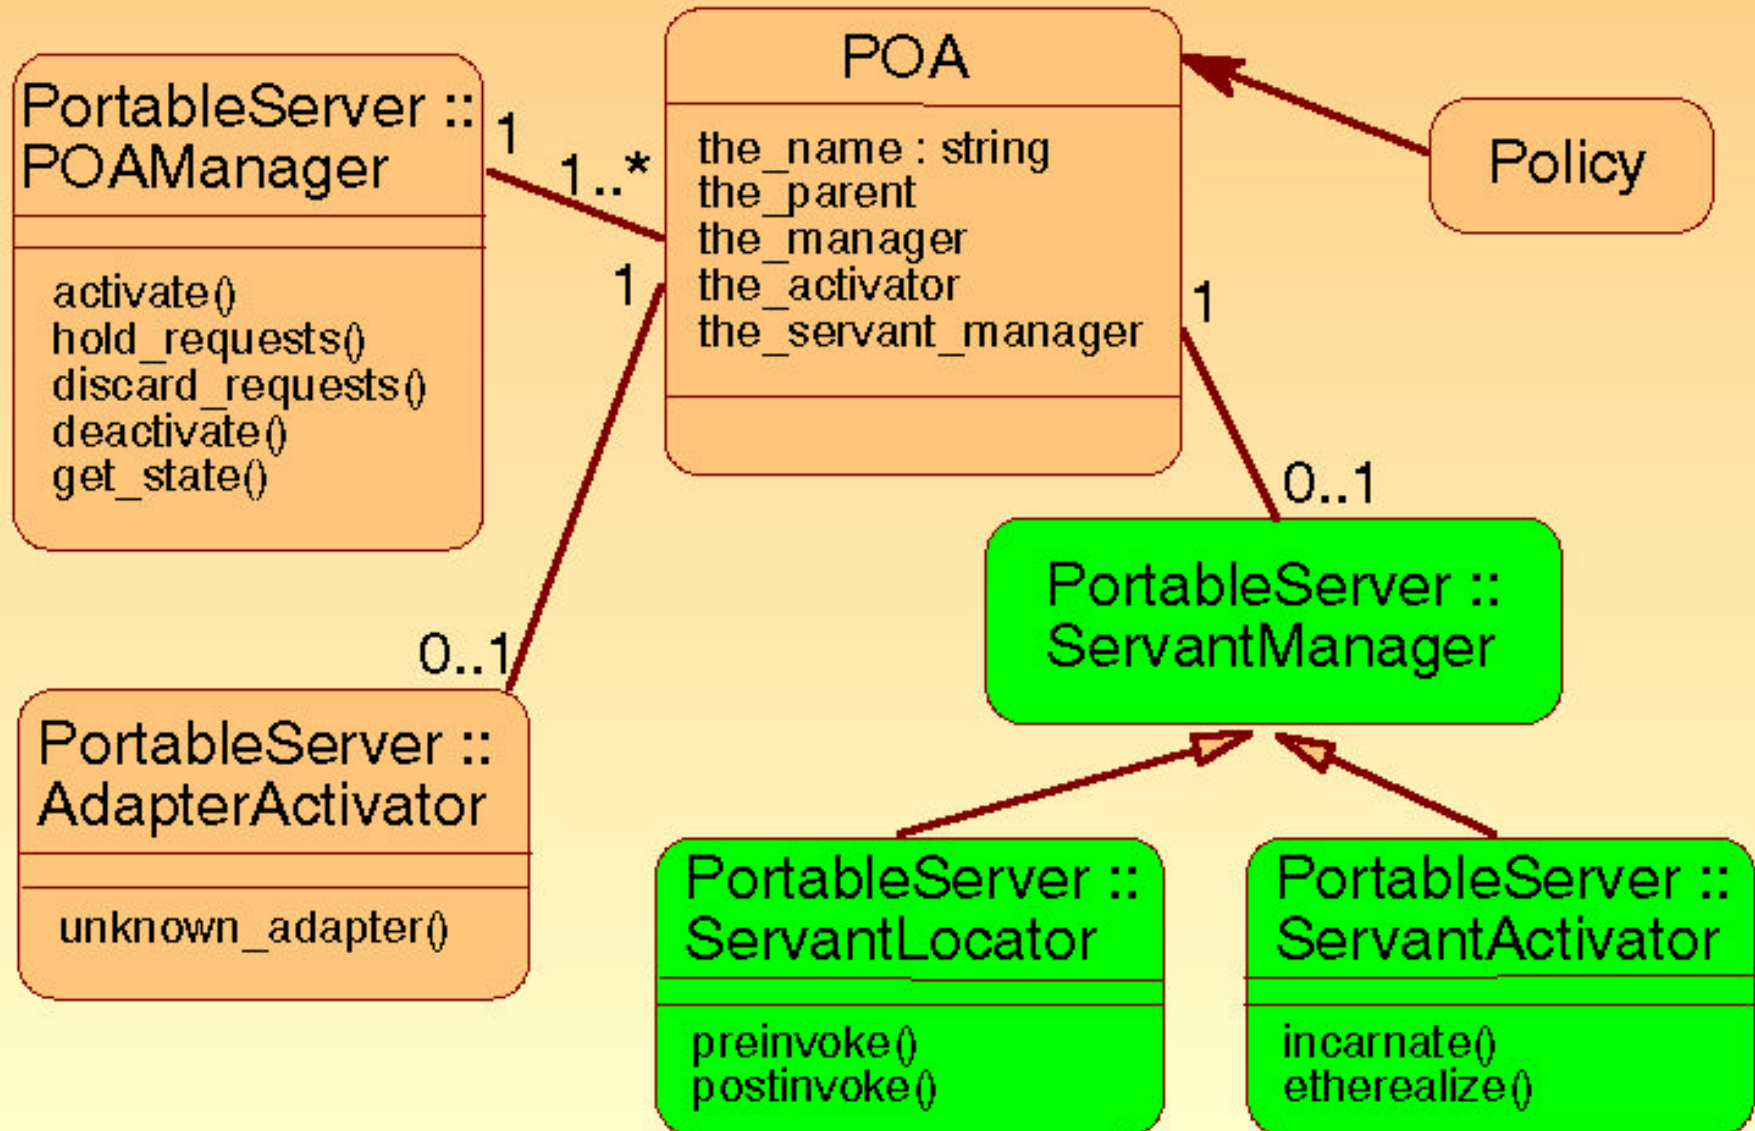 PortableServer ::
POAManager
activate()
hold_requests()
discard_requests()
deactivate()
get_state()
1
1..*
POA
the_name : string
the_parent
the_manager
the_activator
the_servant_manager
Policy
1
0..1
1
0..1
PortableServer ::
AdapterActivator
unknown_adapter()
PortableServer ::
ServantManager
PortableServer ::
ServantLocator
preinvoke()
postinvoke()
PortableServer ::
ServantActivator
incarnate()
etherealize()